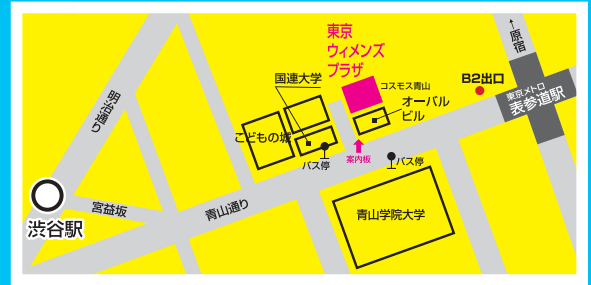 東京
ウィメンズ
プラザ
↑原宿
国連大学
コスモス青山
B2出口
東京メトロ
表参道駅
オーバル
ビル
明治通り
こどもの城
バス停
案内板
バス停
宮益坂
青山通り
青山学院大学
渋谷駅